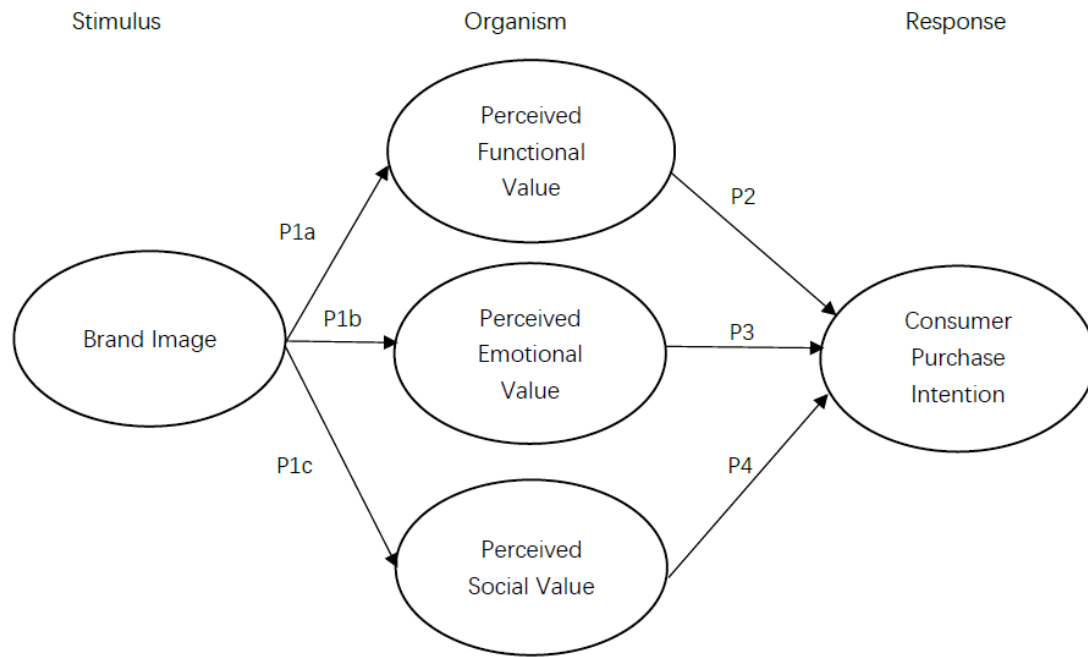 Stimulus
Organism
Response
Perceived
Functional
Value
P1a
P2
Brand Image
P1b
Perceived
Emotional
Value
P3
Consumer
Purchase
Intention
P1c
P4
Perceived
Social Value